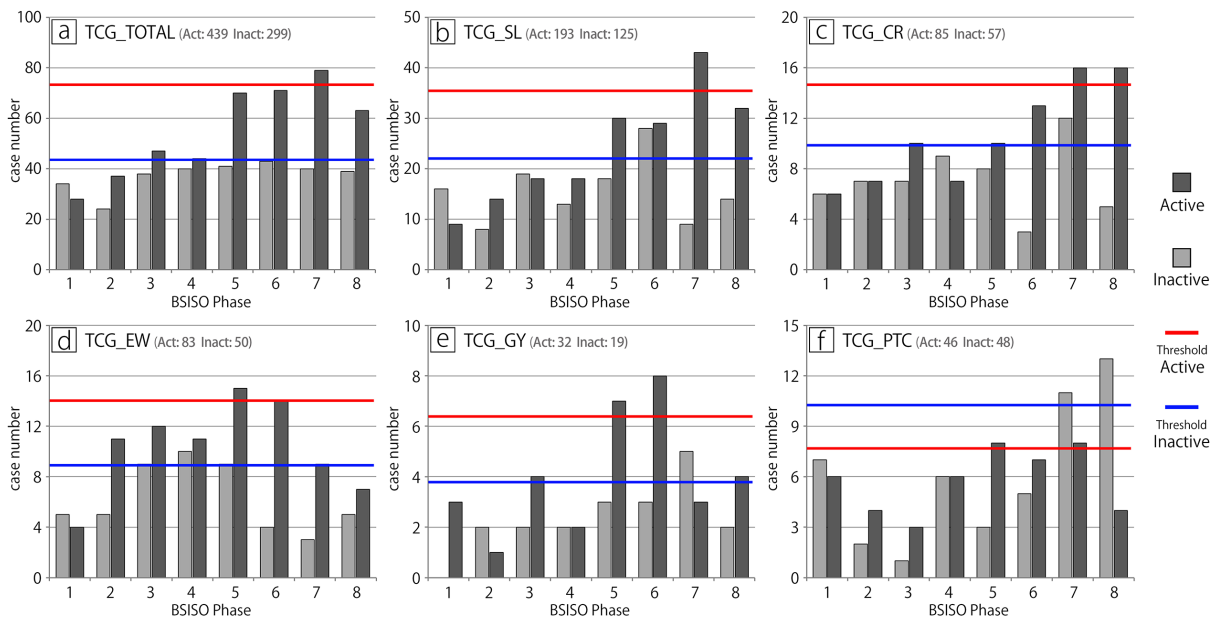 a TCG_TOTAL (Act: 439 Inact: 299)
100
80
60
40
20
0
case number
1 2 3 4 5 6 7 8
BSISO Phase
b TCG_SL (Act: 193 Inact: 125)
50
40
30
20
10
0
case number
1 2 3 4 5 6 7 8
BSISO Phase
c TCG_CR (Act: 85 Inact: 57)
20
16
12
8
4
0
case number
1 2 3 4 5 6 7 8
BSISO Phase
d TCG_EW (Act: 83 Inact: 50)
20
16
12
8
4
0
case number
1 2 3 4 5 6 7 8
BSISO Phase
e TCG_GY (Act: 32 Inact: 19)
10
8
6
4
2
0
case number
1 2 3 4 5 6 7 8
BSISO Phase
f TCG_PTC (Act: 46 Inact: 48)
15
12
9
6
3
0
case number
1 2 3 4 5 6 7 8
BSISO Phase
Active
Inactive
Threshold
Active
Threshold
Inactive